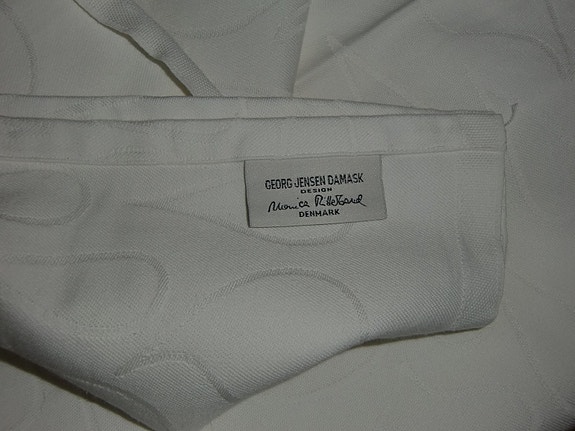 GEORG JENSEN DAMASK
DESIGN
Monica Ritterband
DENMARK